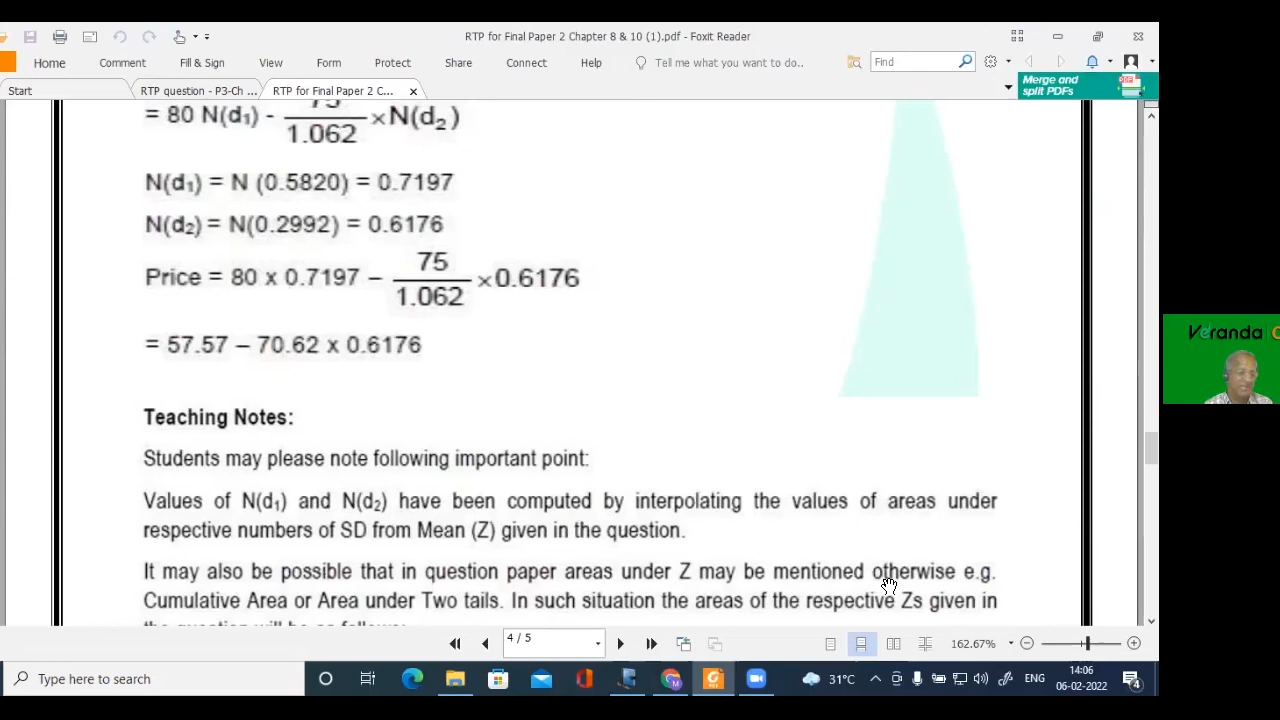 RTP for Final Paper 2 Chapter 8 & 10 (1).pdf - Foxit Reader
Home Comment Fill & Sign View Form Protect Share Connect Help Tell me what you want to do.. Find
Start RTP question - P3-Ch ... RTP for Final Paper 2 C... Merge and split PDFs
= 80 N(d₁) - 75/1.062 ×N(d₂)
N(d₁) = N (0.5820) = 0.7197
N(d₂) = N(0.2992) = 0.6176
Price = 80 x 0.7197 – 75/1.062 ×0.6176
= 57.57 – 70.62 x 0.6176
Teaching Notes:
Students may please note following important point:
Values of N(d₁) and N(d₂) have been computed by interpolating the values of areas under
respective numbers of SD from Mean (Z) given in the question.
It may also be possible that in question paper areas under Z may be mentioned otherwise e.g.
Cumulative Area or Area under Two tails. In such situation the areas of the respective Zs given in
Veranda
4 / 5 162.67%
Type here to search 31°C ENG 14:06
06-02-2022 4